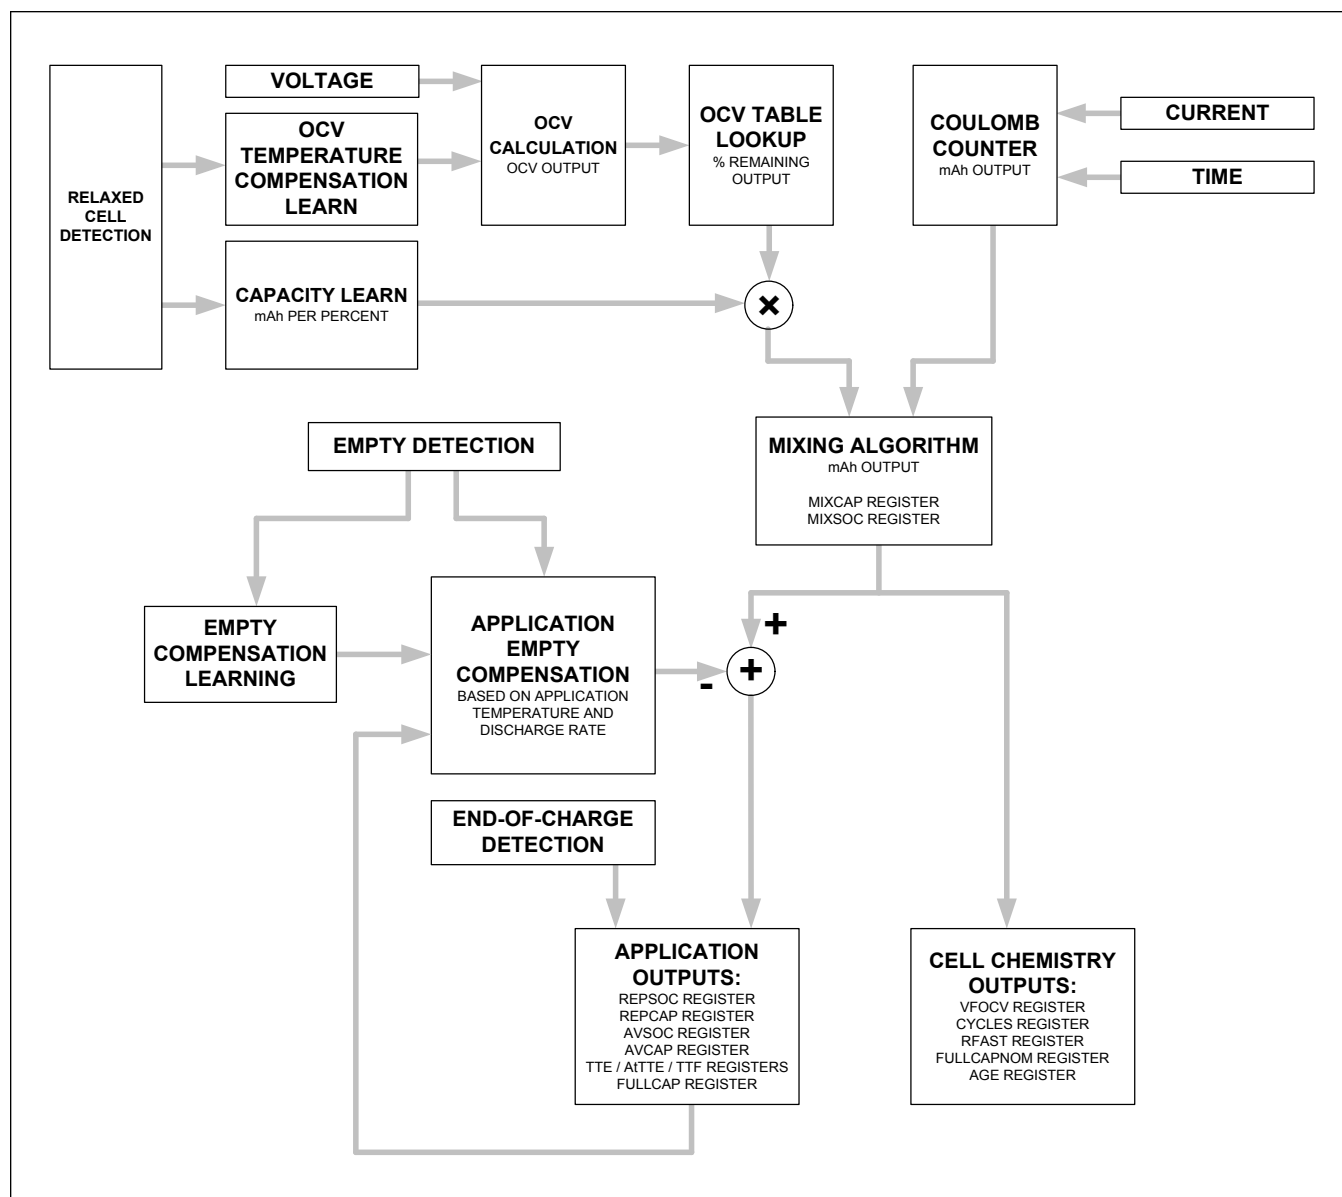 RELAXED
CELL
DETECTION
VOLTAGE
OCV
TEMPERATURE
COMPENSATION
LEARN
CAPACITY LEARN
mAh PER PERCENT
OCV
CALCULATION
OCV OUTPUT
OCV TABLE
LOOKUP
% REMAINING
OUTPUT
×
COULOMB
COUNTER
mAh OUTPUT
CURRENT
TIME
MIXING ALGORITHM
mAh OUTPUT
MIXCAP REGISTER
MIXSOC REGISTER
EMPTY DETECTION
EMPTY
COMPENSATION
LEARNING
APPLICATION
EMPTY
COMPENSATION
BASED ON APPLICATION
TEMPERATURE AND
DISCHARGE RATE
+
+
-
END-OF-CHARGE
DETECTION
APPLICATION
OUTPUTS:
REPSOC REGISTER
REPCAP REGISTER
AVSOC REGISTER
AVCAP REGISTER
TTE / AtTTE / TTF REGISTERS
FULLCAP REGISTER
CELL CHEMISTRY
OUTPUTS:
VFOCV REGISTER
CYCLES REGISTER
RFAST REGISTER
FULLCAPNOM REGISTER
AGE REGISTER